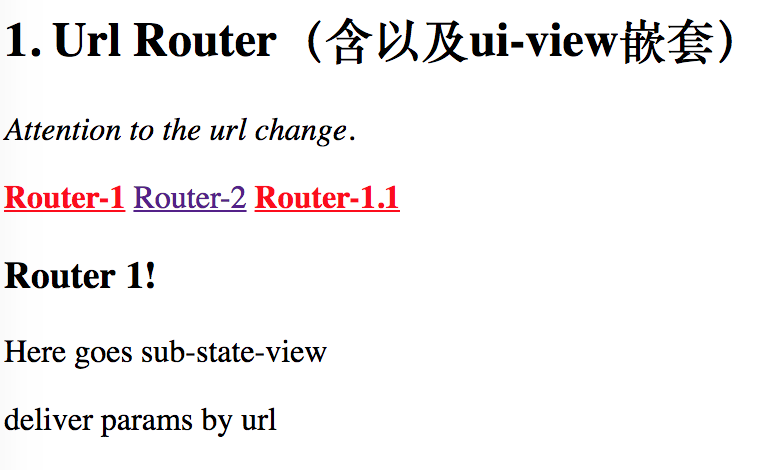 1. Url Router（含以及ui-view嵌套）
Attention to the url change.
Router-1 Router-2 Router-1.1
Router 1!
Here goes sub-state-view
deliver params by url